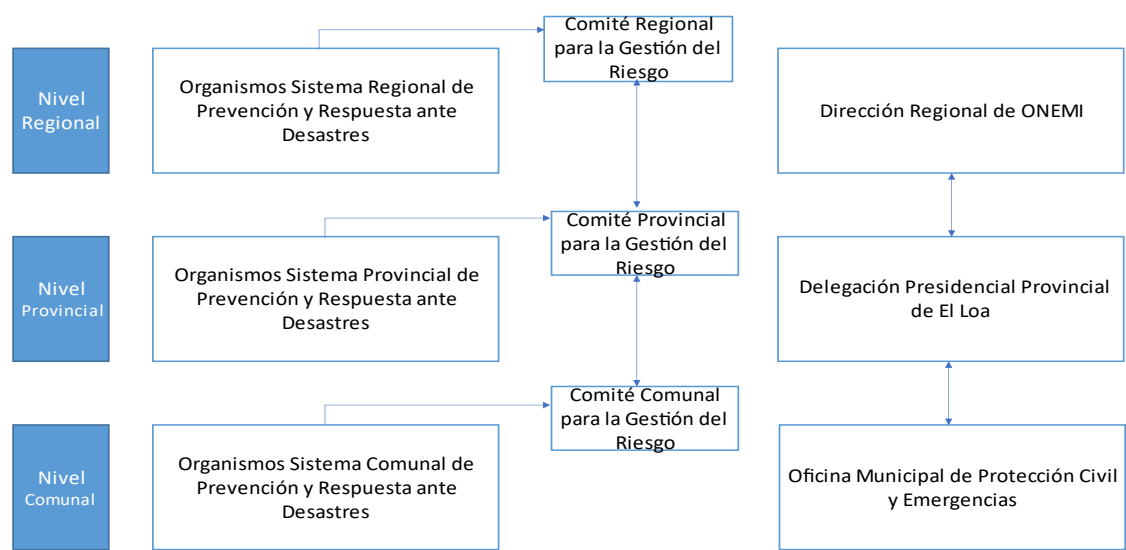 Comité Regional
para la Gestión del
Riesgo
Nivel
Regional
Organismos Sistema Regional de
Prevención y Respuesta ante
Desastres
Dirección Regional de ONEMI
Comité Provincial
para la Gestión del
Riesgo
Nivel
Provincial
Organismos Sistema Provincial de
Prevención y Respuesta ante
Desastres
Delegación Presidencial Provincial
de El Loa
Comité Comunal
para la Gestión del
Riesgo
Nivel
Comunal
Organismos Sistema Comunal de
Prevención y Respuesta ante
Desastres
Oficina Municipal de Protección Civil
y Emergencias